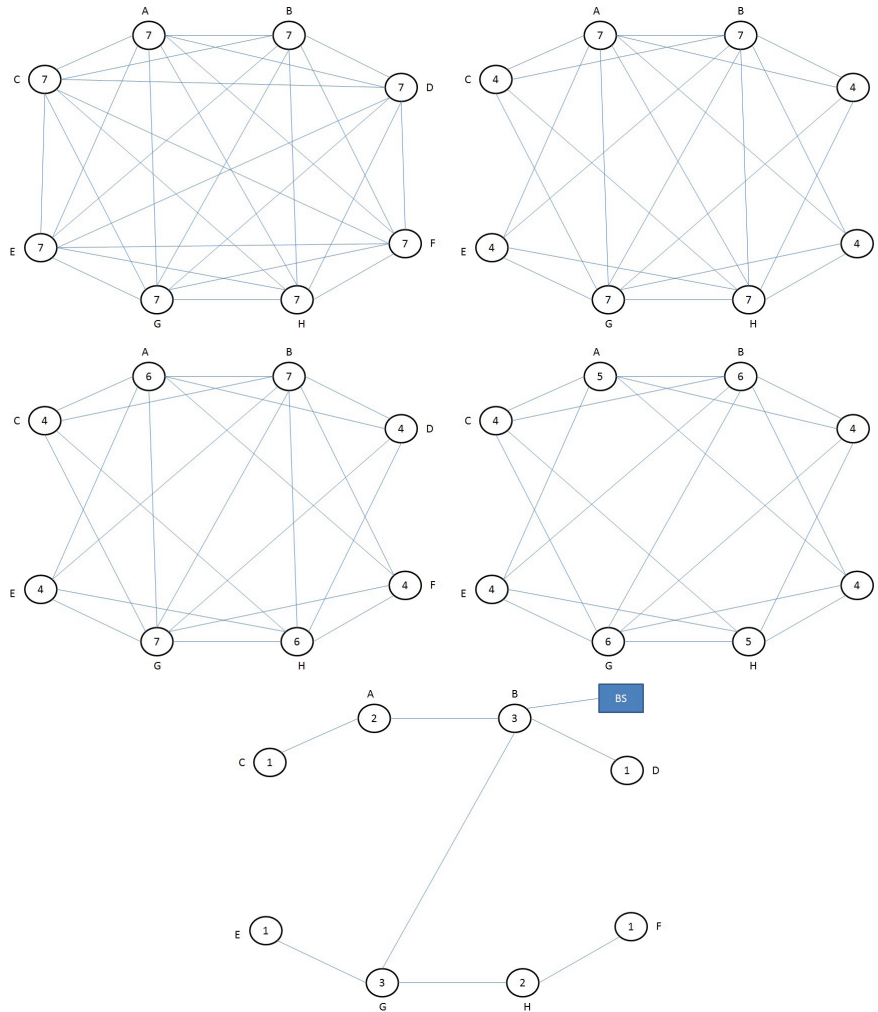 A B A B
7 7 7 7
C 7 C 4
7 D 4
E 7 7 F E 4 4
7 7 7 7
G H G H
A B A B
6 7 5 6
C 4 4 D C 4 4
E 4 4 F E 4 4
7 6 6 5
G H G H
A B BS
2 3
C 1 1 D
E 1 1 F
3 2
G H